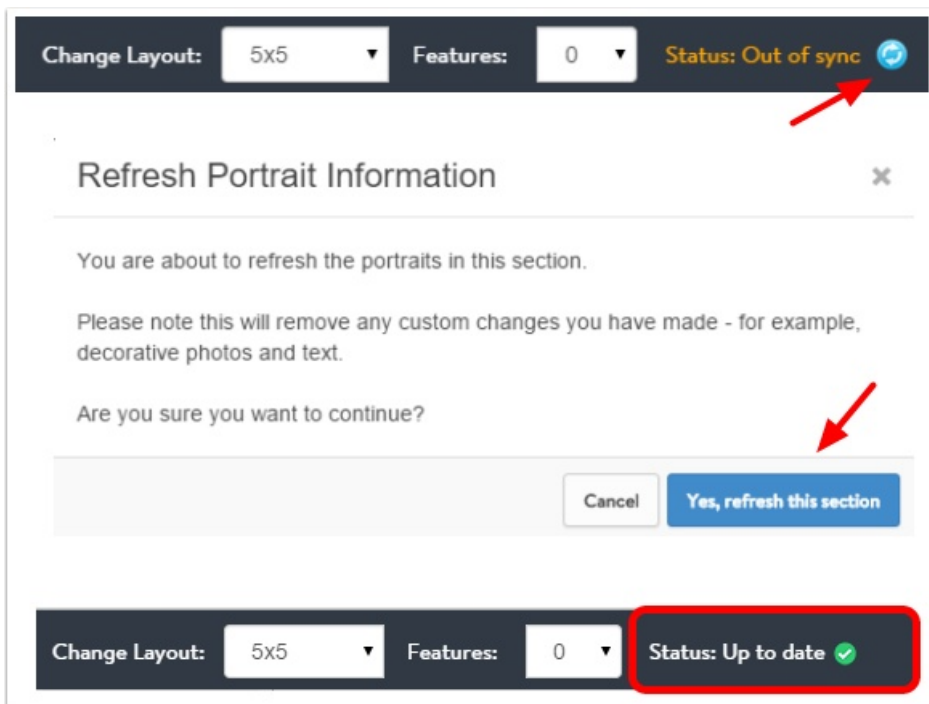 Change Layout: 5x5 Features: 0 Status: Out of sync
Refresh Portrait Information
You are about to refresh the portraits in this section.
Please note this will remove any custom changes you have made - for example,
decorative photos and text.
Are you sure you want to continue?
Cancel Yes, refresh this section
Change Layout: 5x5 Features: 0 Status: Up to date